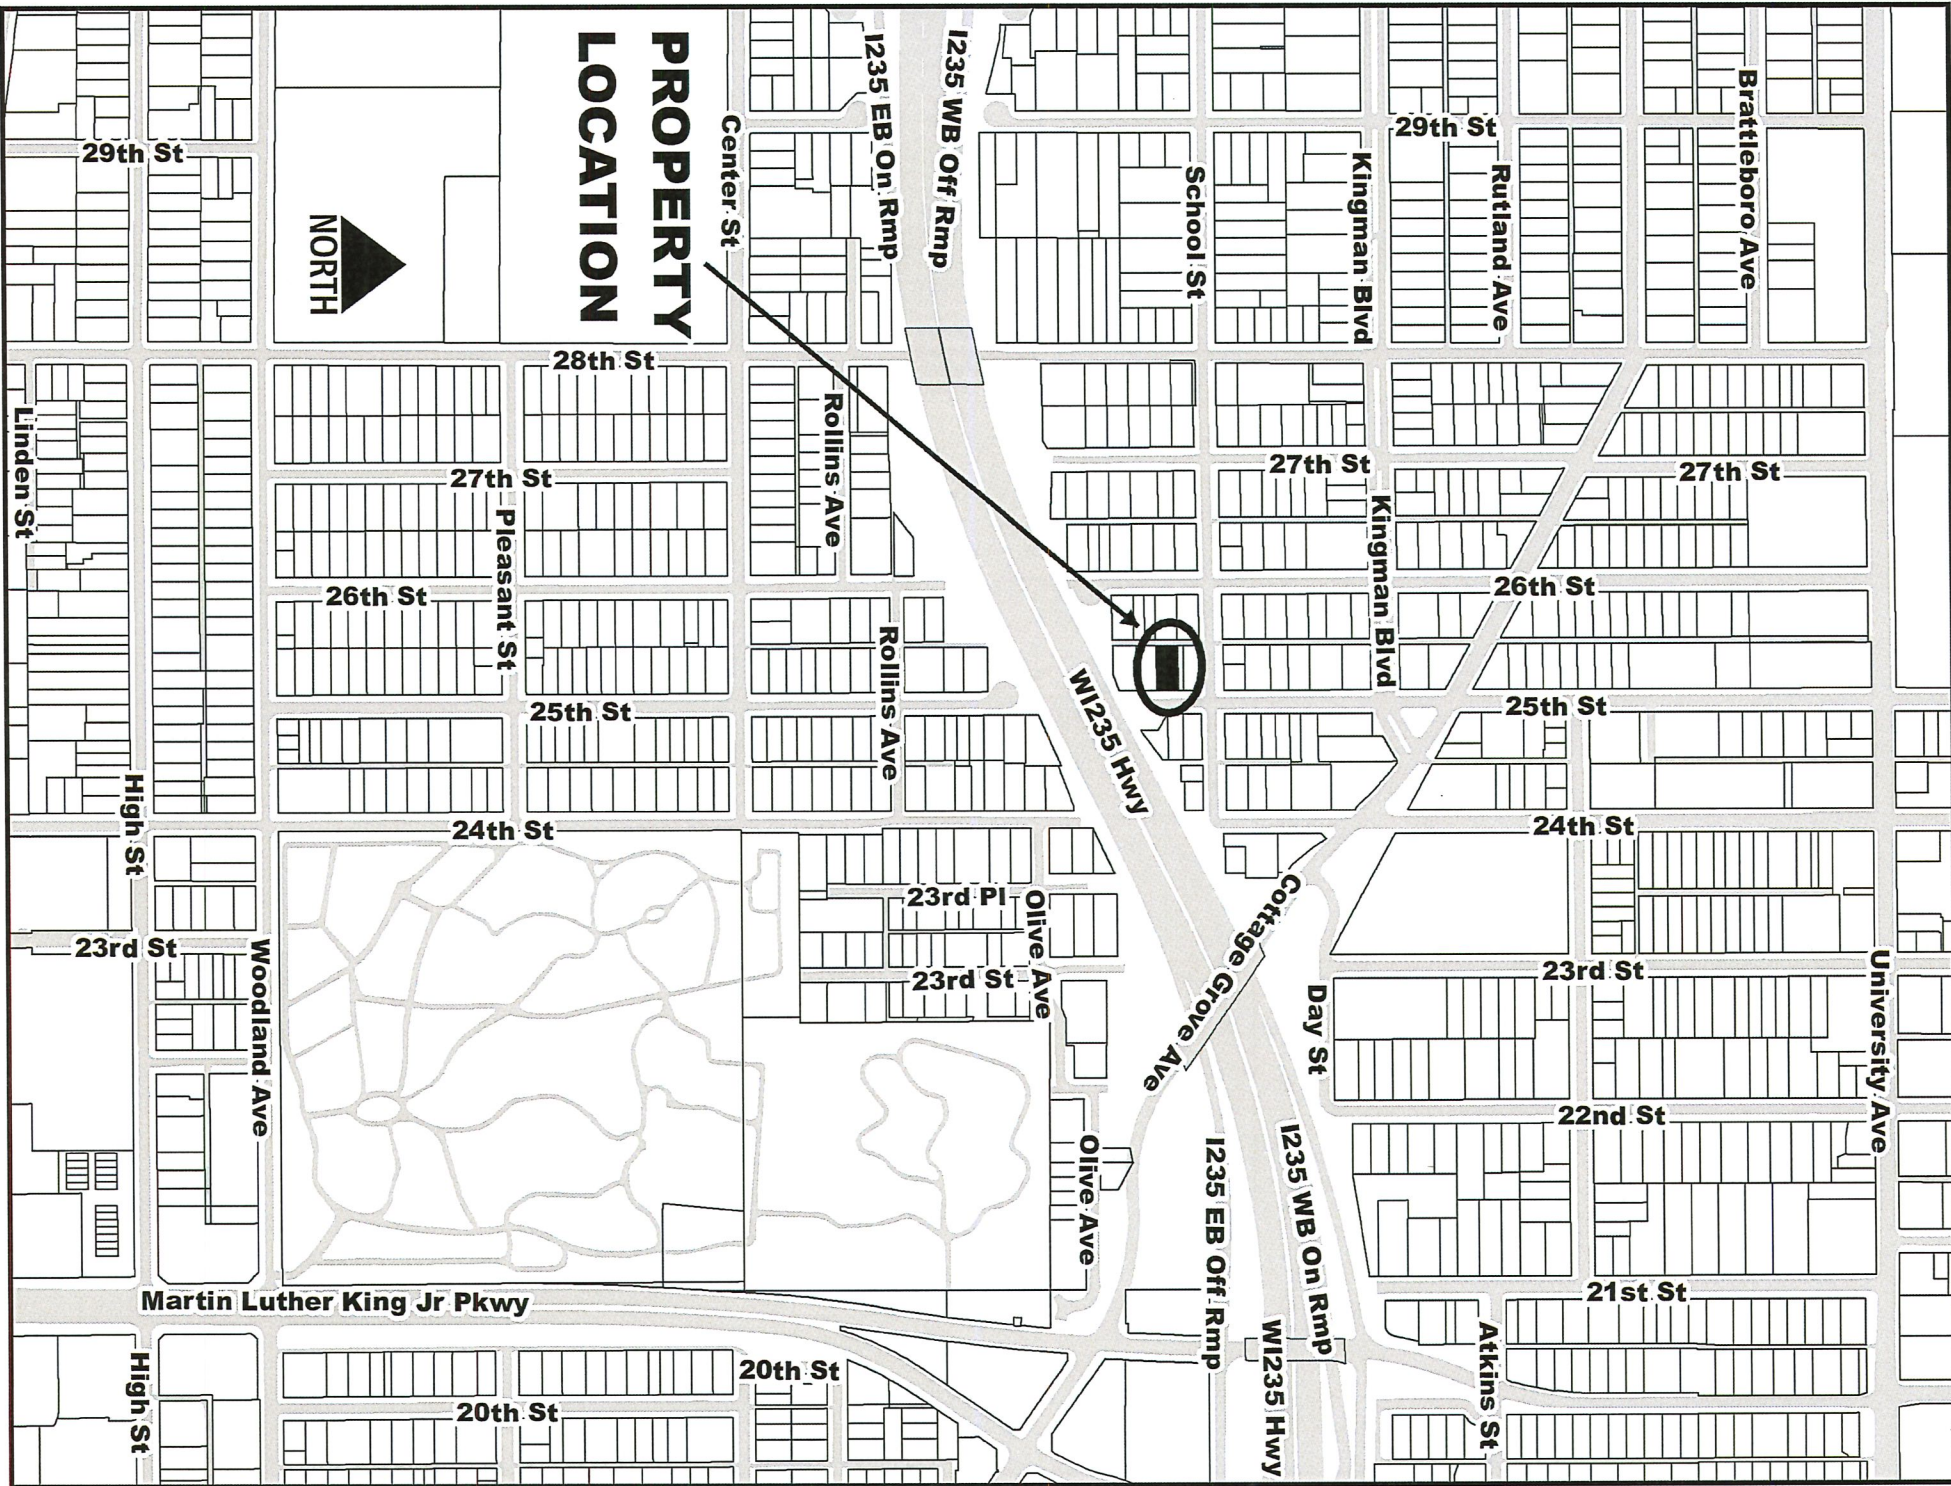 PROPERTY
LOCATION
NORTH
I235 EB On Rmp
I235 WB Off Rmp
Center St
29th St
29th St
School St
Kingman Blvd
Rutland Ave
Brattleboro Ave
28th St
Linden St
Rollins Ave
27th St
27th St
27th St
Pleasant St
Kingman Blvd
26th St
26th St
Rollins Ave
25th St
25th St
WI235 Hwy
High St
24th St
24th St
23rd Pl
Olive Ave
Cottage Grove Ave
23rd St
Woodland Ave
23rd St
23rd St
Day St
University Ave
22nd St
Olive Ave
I235 EB Off Rmp
I235 WB On Rmp
Martin Luther King Jr Pkwy
21st St
WI235 Hwy
Atkins St
High St
20th St
20th St